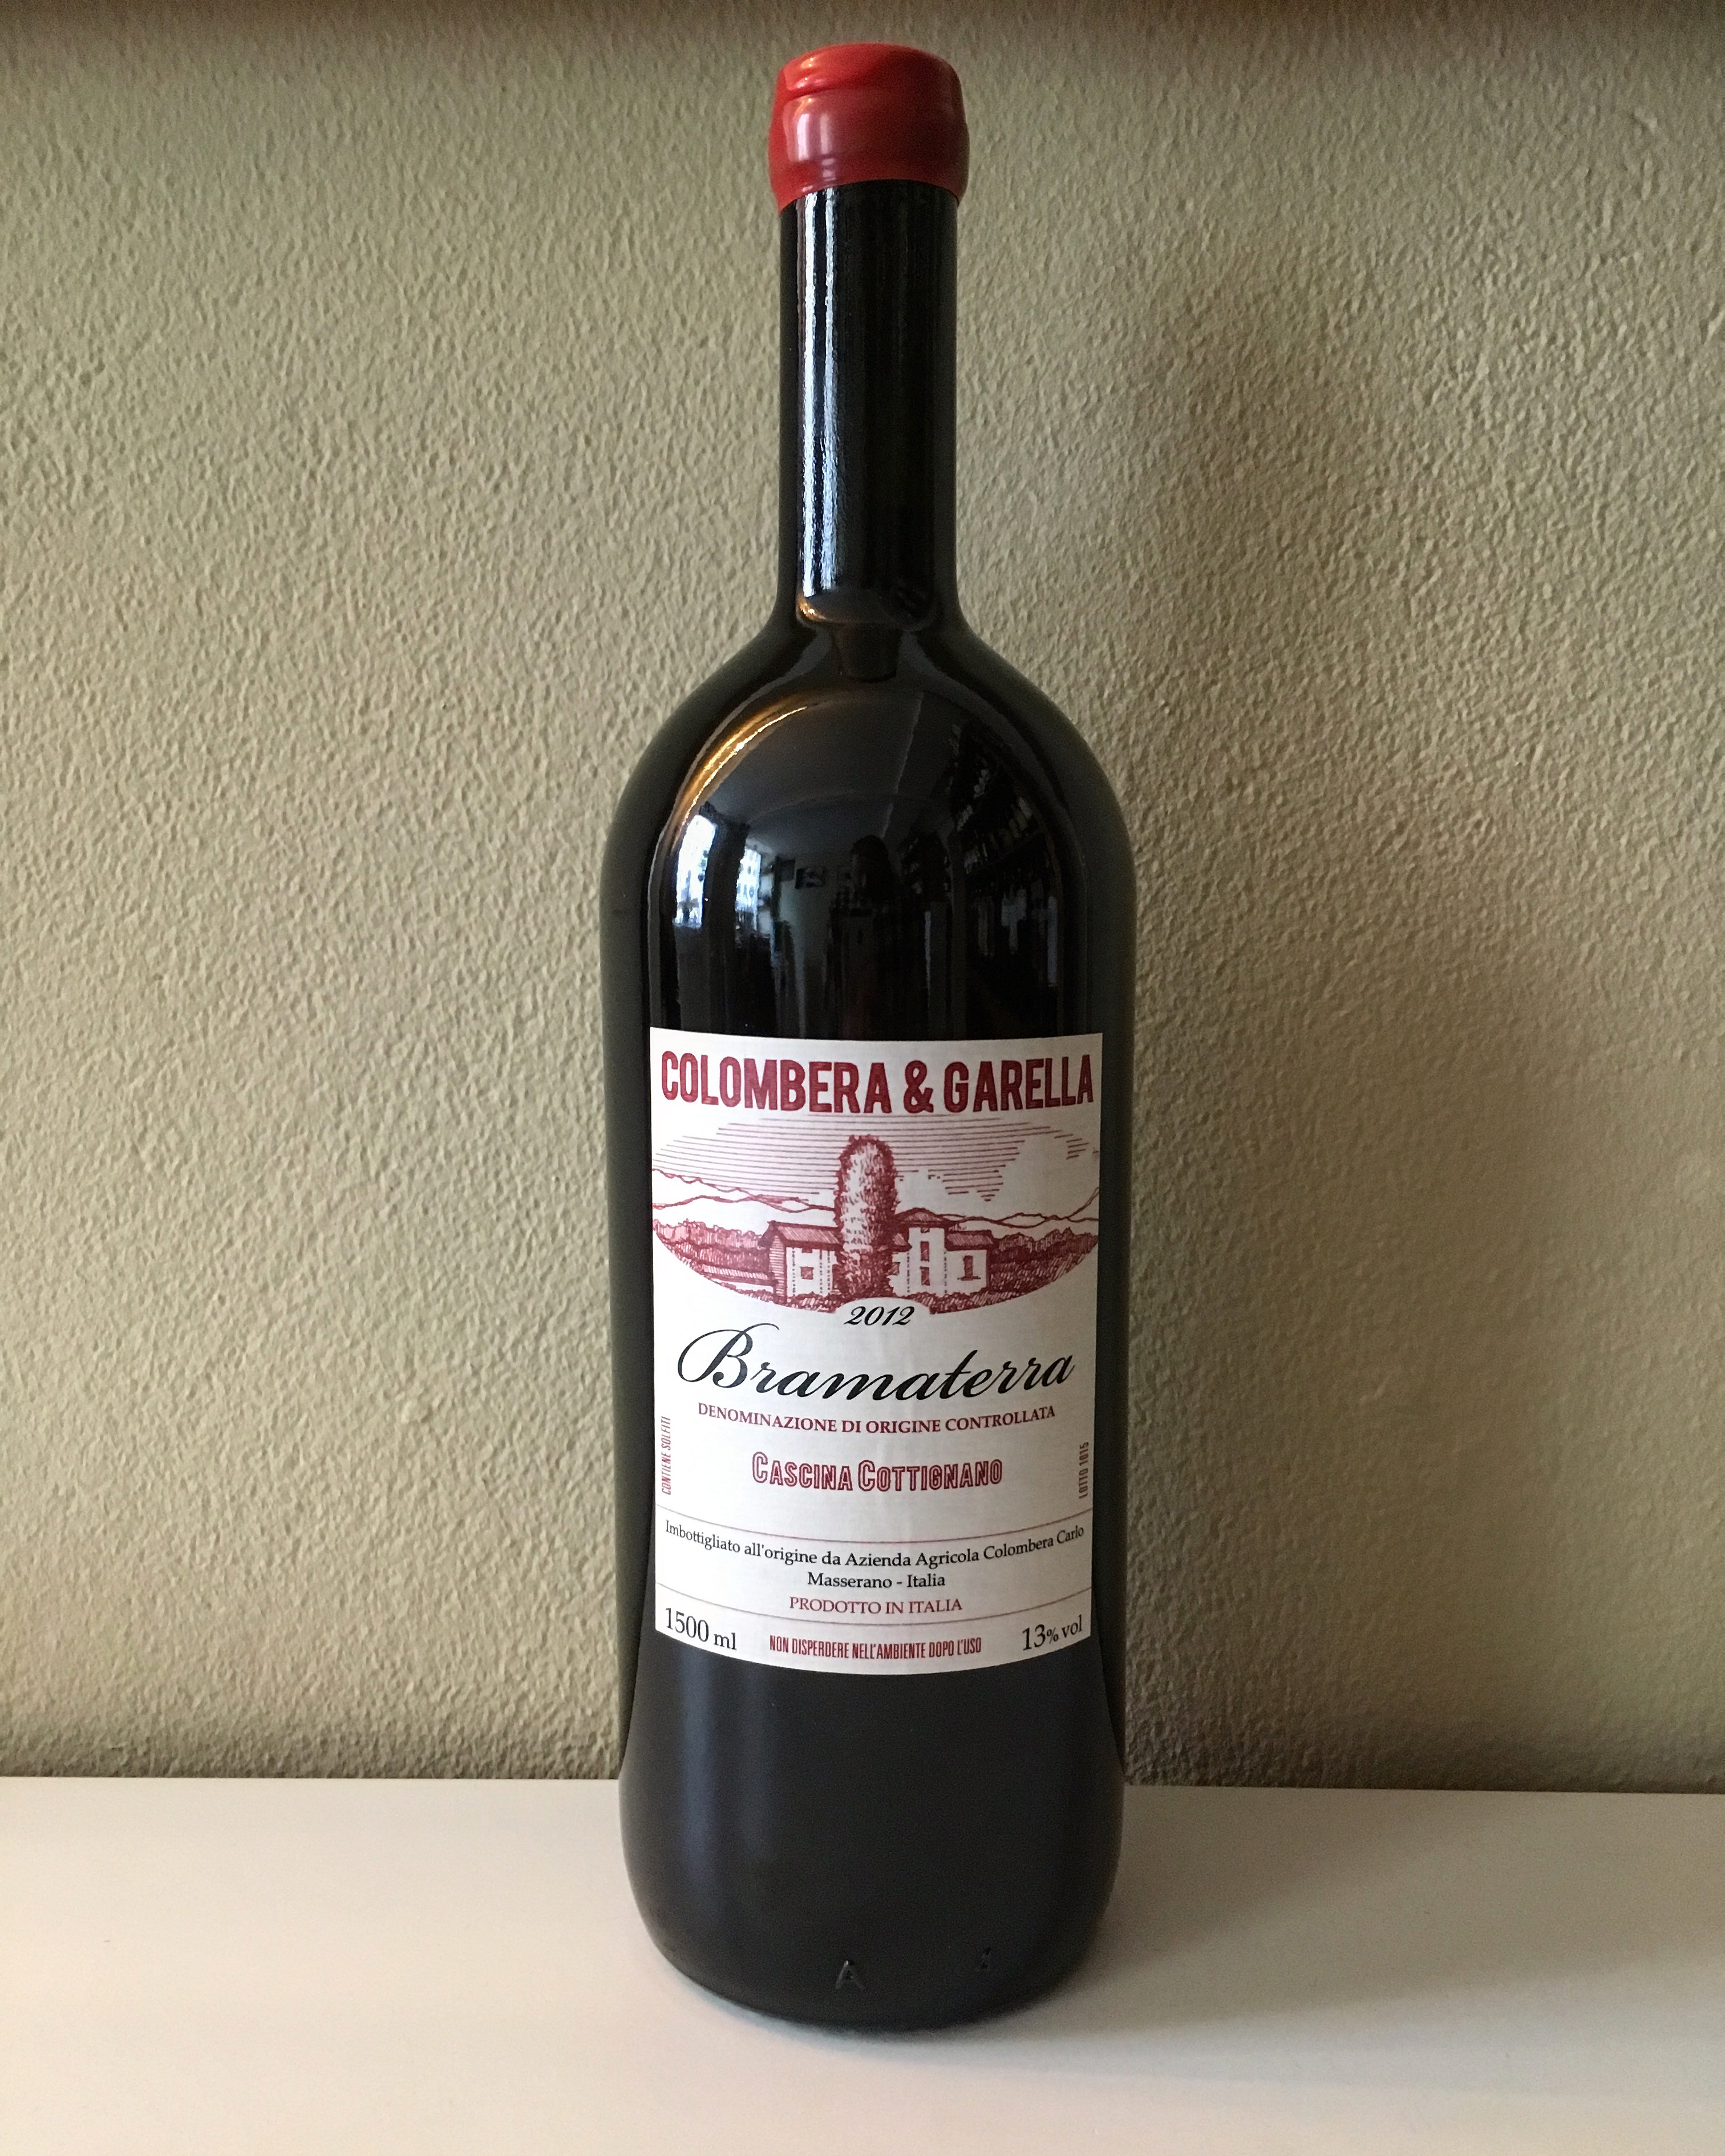 COLOMBERA & GARELLA
2012
Bramaterra
DENOMINAZIONE DI ORIGINE CONTROLLATA
CONTIENE SOLFITI
CASCINA COTTIGNANO
LOTTO 1015
Imbottigliato all'origine da Azienda Agricola Colombera Carlo
Masserano - Italia
PRODOTTO IN ITALIA
1500 ml
NON DISPERDERE NELL'AMBIENTE DOPO L'USO
13% vol
A